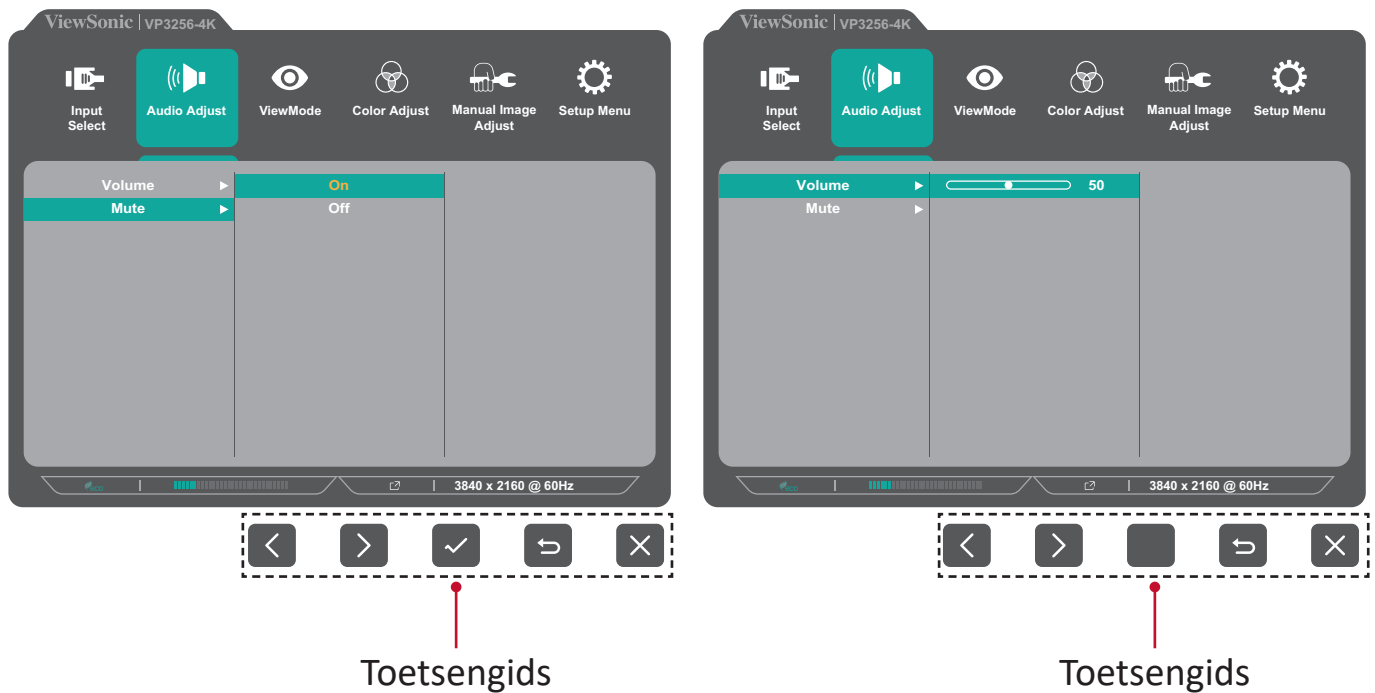 ViewSonic | VP3256-4K
Input
Select
Audio Adjust
ViewMode
Color Adjust
Manual Image
Adjust
Setup Menu
Volume
On
Mute
Off
eco
3840 x 2160 @ 60Hz
Toetsengids
ViewSonic | VP3256-4K
Input
Select
Audio Adjust
ViewMode
Color Adjust
Manual Image
Adjust
Setup Menu
Volume
50
Mute
eco
3840 x 2160 @ 60Hz
Toetsengids